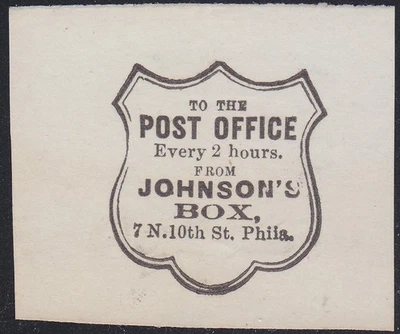 TO THE
POST OFFICE
Every 2 hours.
FROM
JOHNSON'S
BOX,
7 N. 10th St. Phila.